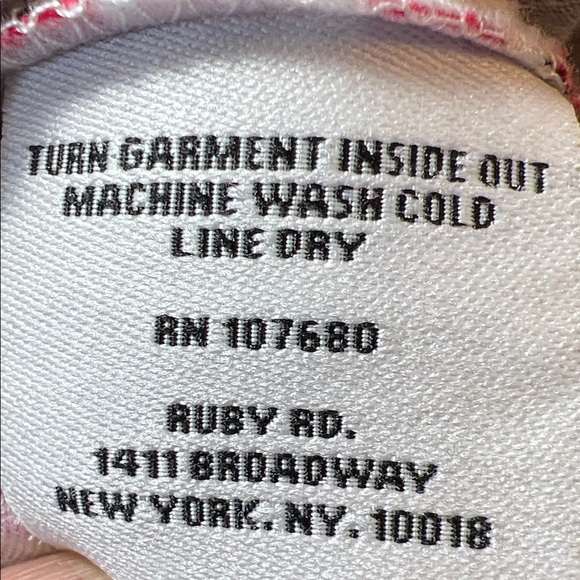 TURN GARMENT INSIDE OUT
MACHINE WASH COLD
LINE DRY
RN 107680
RUBY RD.
1411 BROADWAY
NEW YORK. NY. 10018